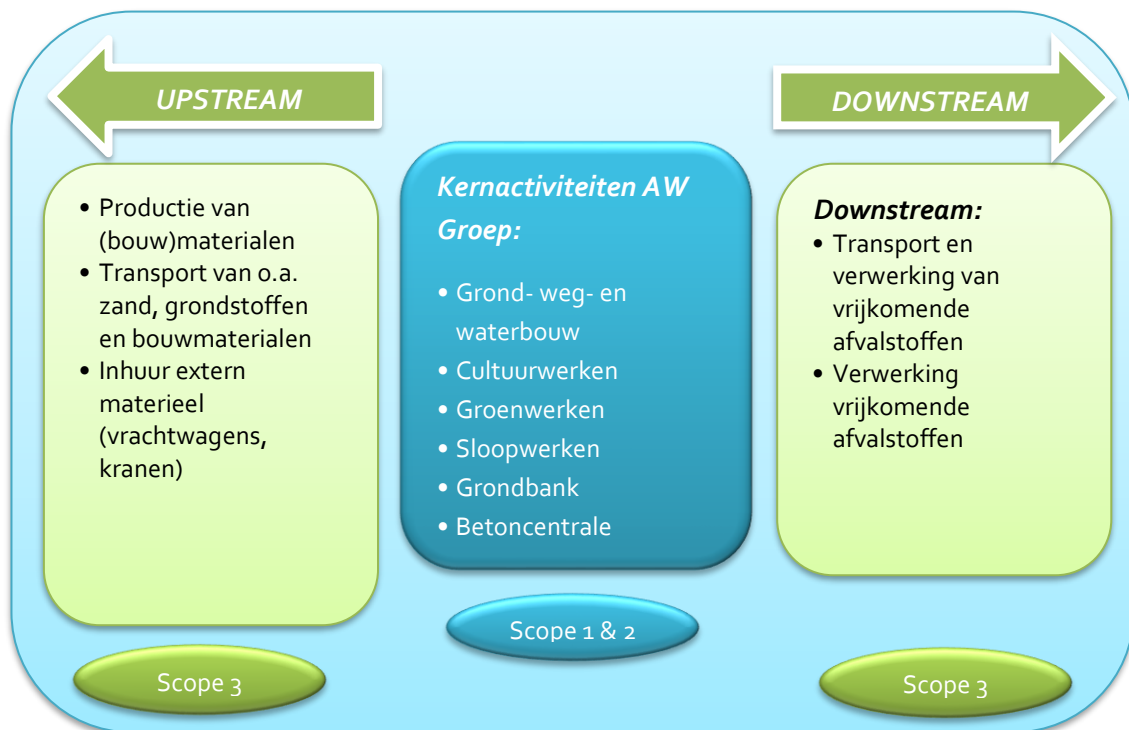 UPSTREAM
DOWNSTREAM
• Productie van
(bouw)materialen
• Transport van o.a.
zand, grondstoffen
en bouwmaterialen
• Inhuur extern
materieel
(vrachtwagens,
kranen)
Kernactiviteiten AW
Groep:
• Grond- weg- en
waterbouw
• Cultuurwerken
• Groenwerken
• Sloopwerken
• Grondbank
• Betoncentrale
Downstream:
• Transport en
verwerking van
vrijkomende
afvalstoffen
• Verwerking
vrijkomende
afvalstoffen
Scope 3
Scope 1 & 2
Scope 3